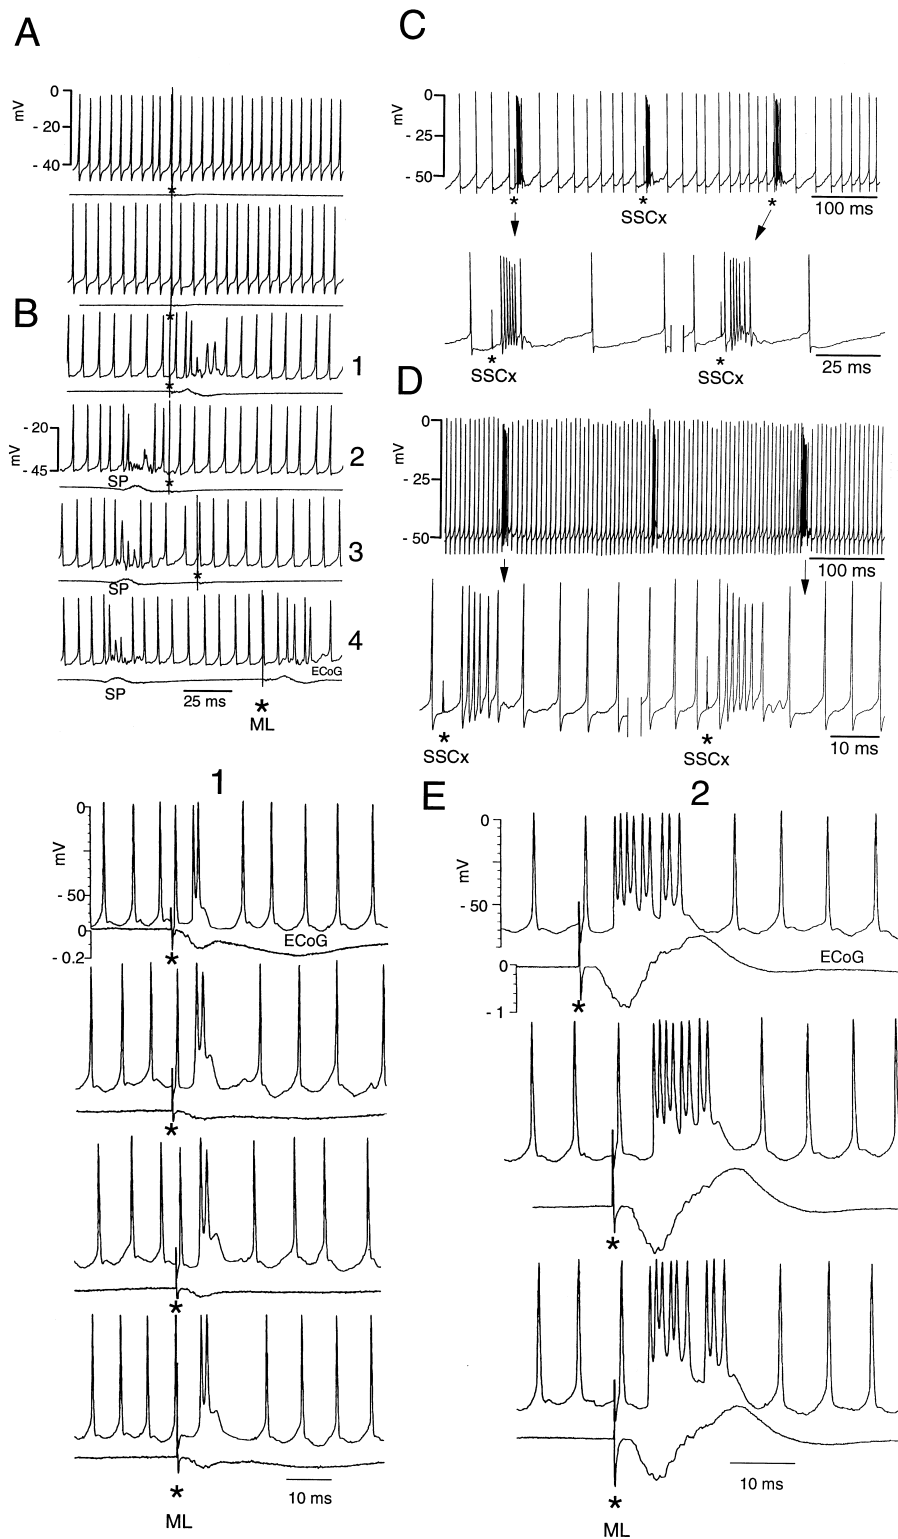 A
0
mV
- 20
- 40
*
*
B
1
*
- 20
mV
- 45
2
SP
*
3
SP
*
4
ECoG
SP
25 ms
*
ML
C
0
mV
- 25
- 50
* * *
SSCx
100 ms
* *
SSCx SSCx
25 ms
D
0
mV
- 25
- 50
100 ms
* *
SSCx SSCx
10 ms
E
1
0
mV
- 50
0
ECoG
- 0.2
*
*
*
*
10 ms
ML
2
0
mV
- 50
ECoG
0
- 1
*
*
10 ms
*
ML